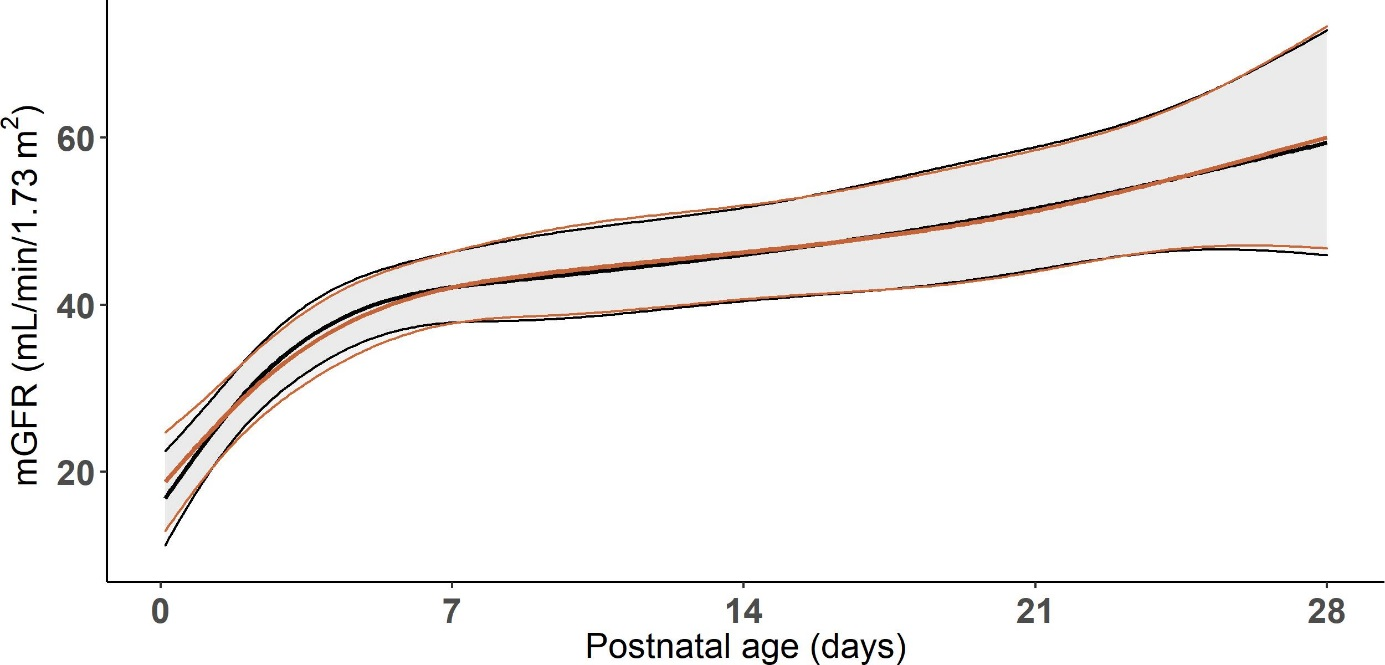 mGFR (mL/min/1.73 m²)
60
40
20
0 7 14 21 28
Postnatal age (days)